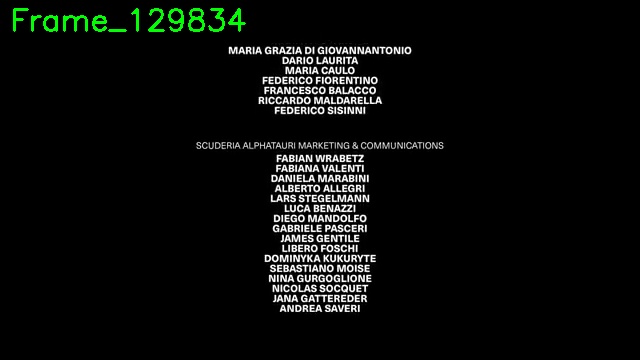 Frame_129834
MARIA GRAZIA DI GIOVANNANTONIO
DARIO LAURITA
MARIA CAULO
FEDERICO FIORENTINO
FRANCESCO BALACCO
RICCARDO MALDARELLA
FEDERICO SISINNI
SCUDERIA ALPHATAURI MARKETING & COMMUNICATIONS
FABIAN WRABETZ
FABIANA VALENTI
DANIELA MARABINI
ALBERTO ALLEGRI
LARS STEGELMANN
LUCA BENAZZI
DIEGO MANDOLFO
GABRIELE PASCERI
JAMES GENTILE
LIBERO FOSCHI
DOMINYKA KUKURYTE
SEBASTIANO MOISE
NINA GURGOGLIONE
NICOLAS SOCQUET
JANA GATTEREDER
ANDREA SAVERI